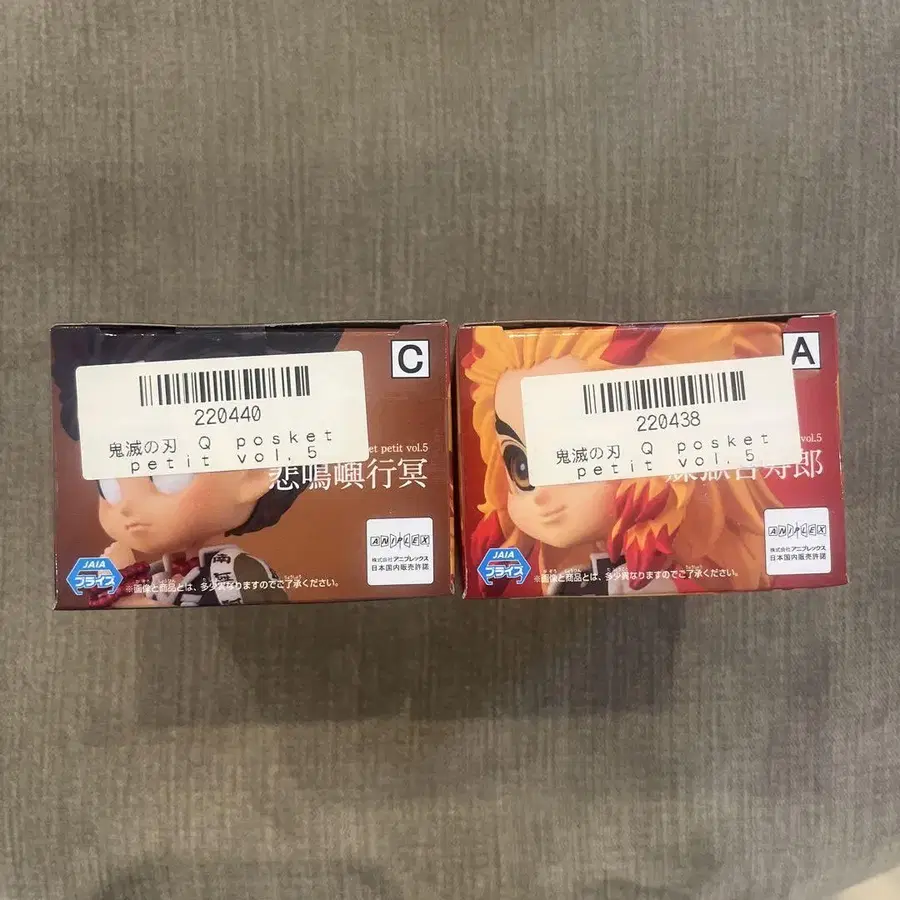 C
220440
鬼滅の刃 Q posket
petit vol.5
et petit vol.5
悲鳴嶼行冥
ANIPLEX
株式会社アニプレックス
日本国内販売許諾
JAIA
プライズ
※画像と商品とは、多少異なりますのでご了承ください。
A
220438
鬼滅の刃 Q posket
petit vol.5
vol.5
寿郎
ANIPLEX
株式会社アニプレックス
日本国内販売許諾
JAIA
プライズ
※画像と商品とは、多少異なりますのでご了承ください。